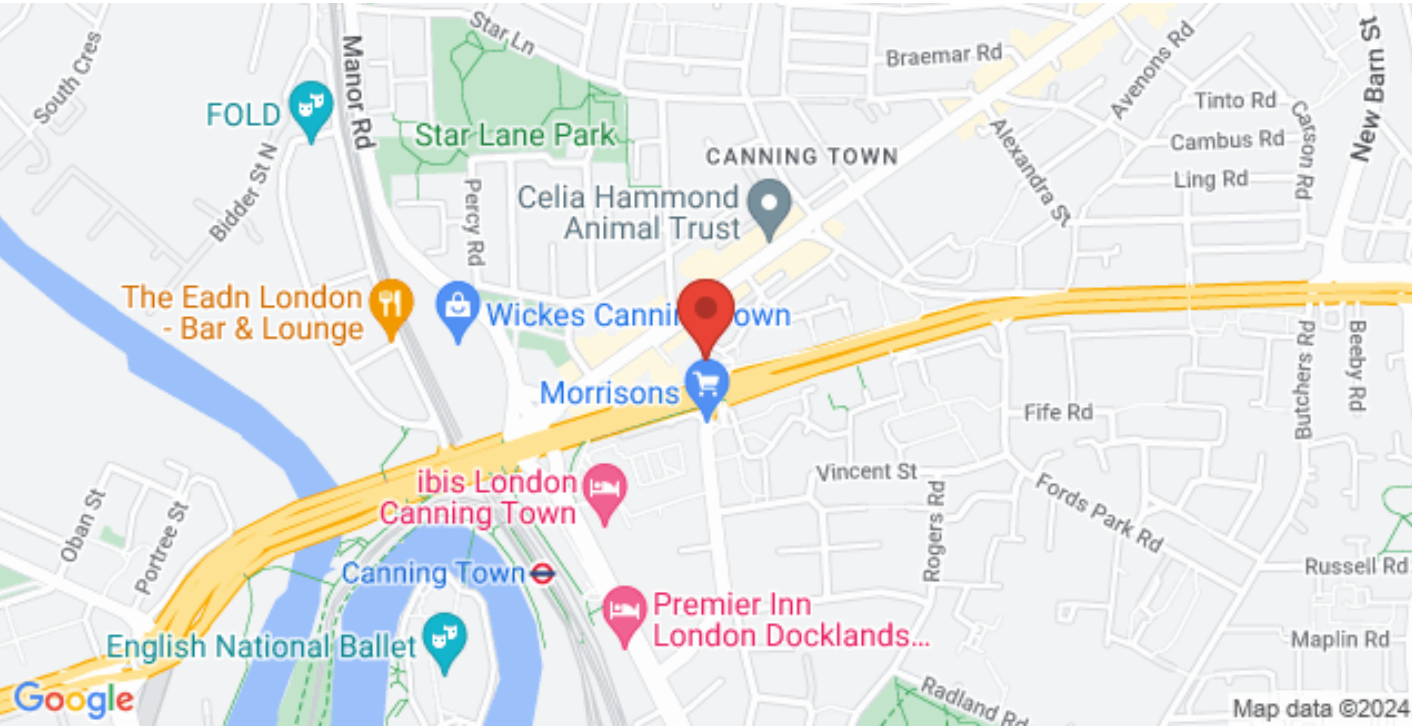 Star Ln
South Cres
Manor Rd
Braemar Rd
Avenons Rd
New Barn St
FOLD
Star Lane Park
Tinto Rd
Carson Rd
Cambus Rd
Ling Rd
Alexandra St
CANNING TOWN
Bidder St N
Percy Rd
Celia Hammond
Animal Trust
The Eadn London
- Bar & Lounge
Wickes Canning Town
Morrisons
Butchers Rd
Beeby Rd
Fife Rd
Vincent St
Fords Park Rd
Rogers Rd
ibis London
Canning Town
Oban St
Portree St
Canning Town
Russell Rd
Premier Inn
London Docklands...
English National Ballet
Maplin Rd
Radland Rd
Google
Map data ©2024